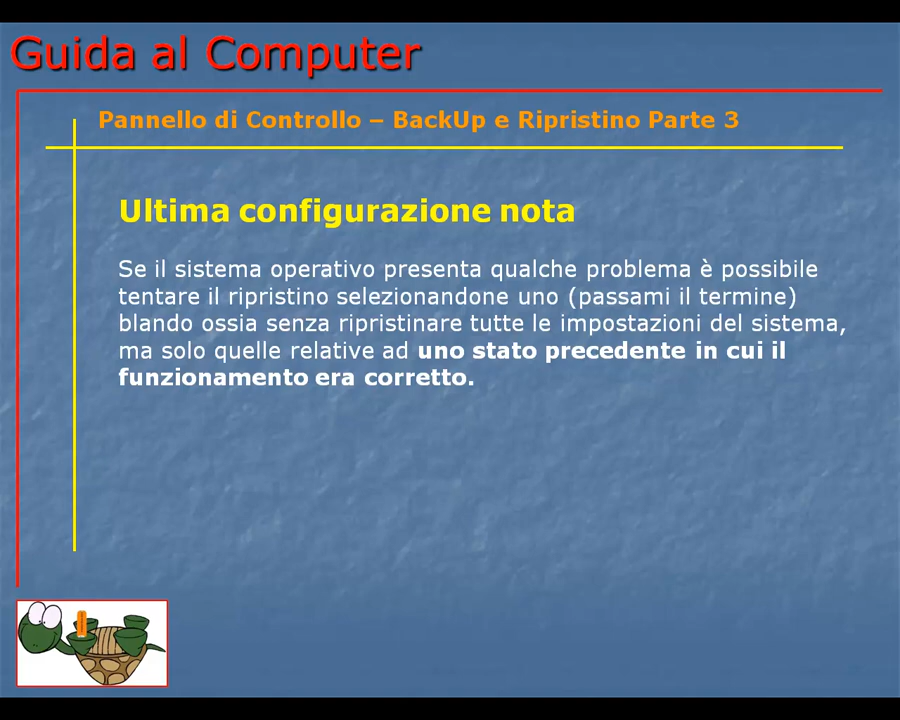 Guida al Computer
Pannello di Controllo – BackUp e Ripristino Parte 3
Ultima configurazione nota
Se il sistema operativo presenta qualche problema è possibile
tentare il ripristino selezionandone uno (passami il termine)
blando ossia senza ripristinare tutte le impostazioni del sistema,
ma solo quelle relative ad uno stato precedente in cui il
funzionamento era corretto.